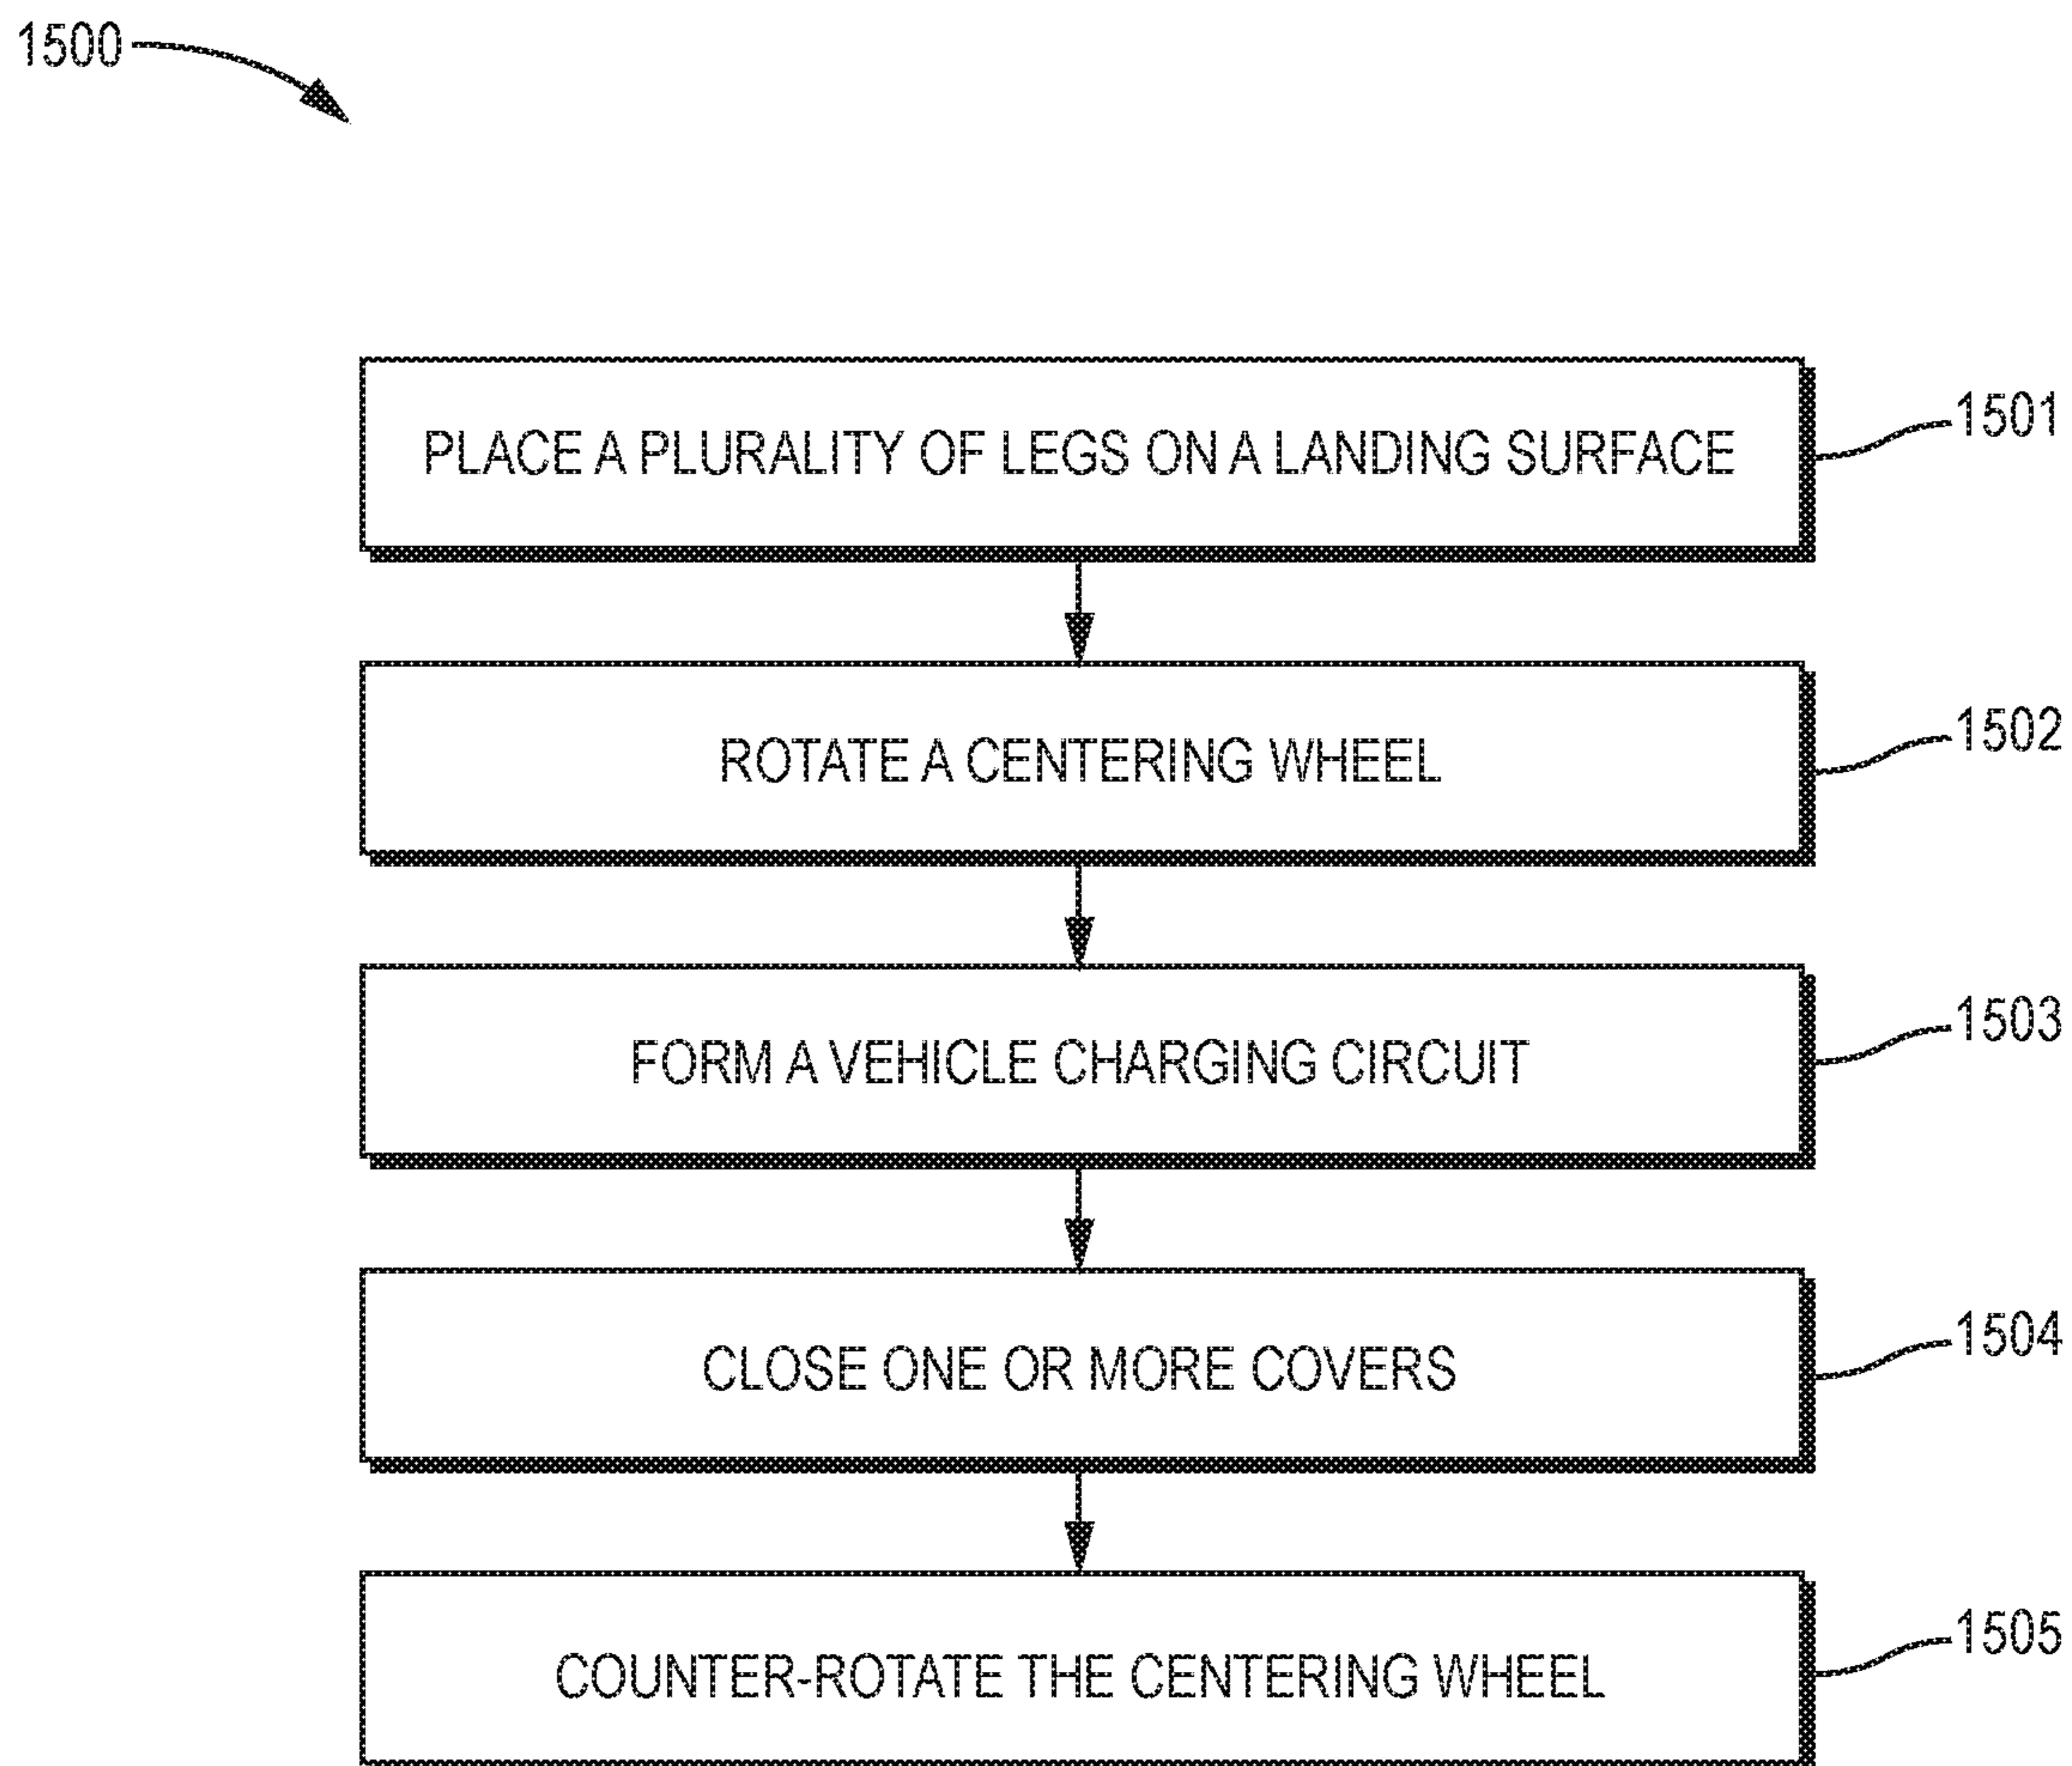 1500
PLACE A PLURALITY OF LEGS ON A LANDING SURFACE
1501
ROTATE A CENTERING WHEEL
1502
FORM A VEHICLE CHARGING CIRCUIT
1503
CLOSE ONE OR MORE COVERS
1504
COUNTER-ROTATE THE CENTERING WHEEL
1505